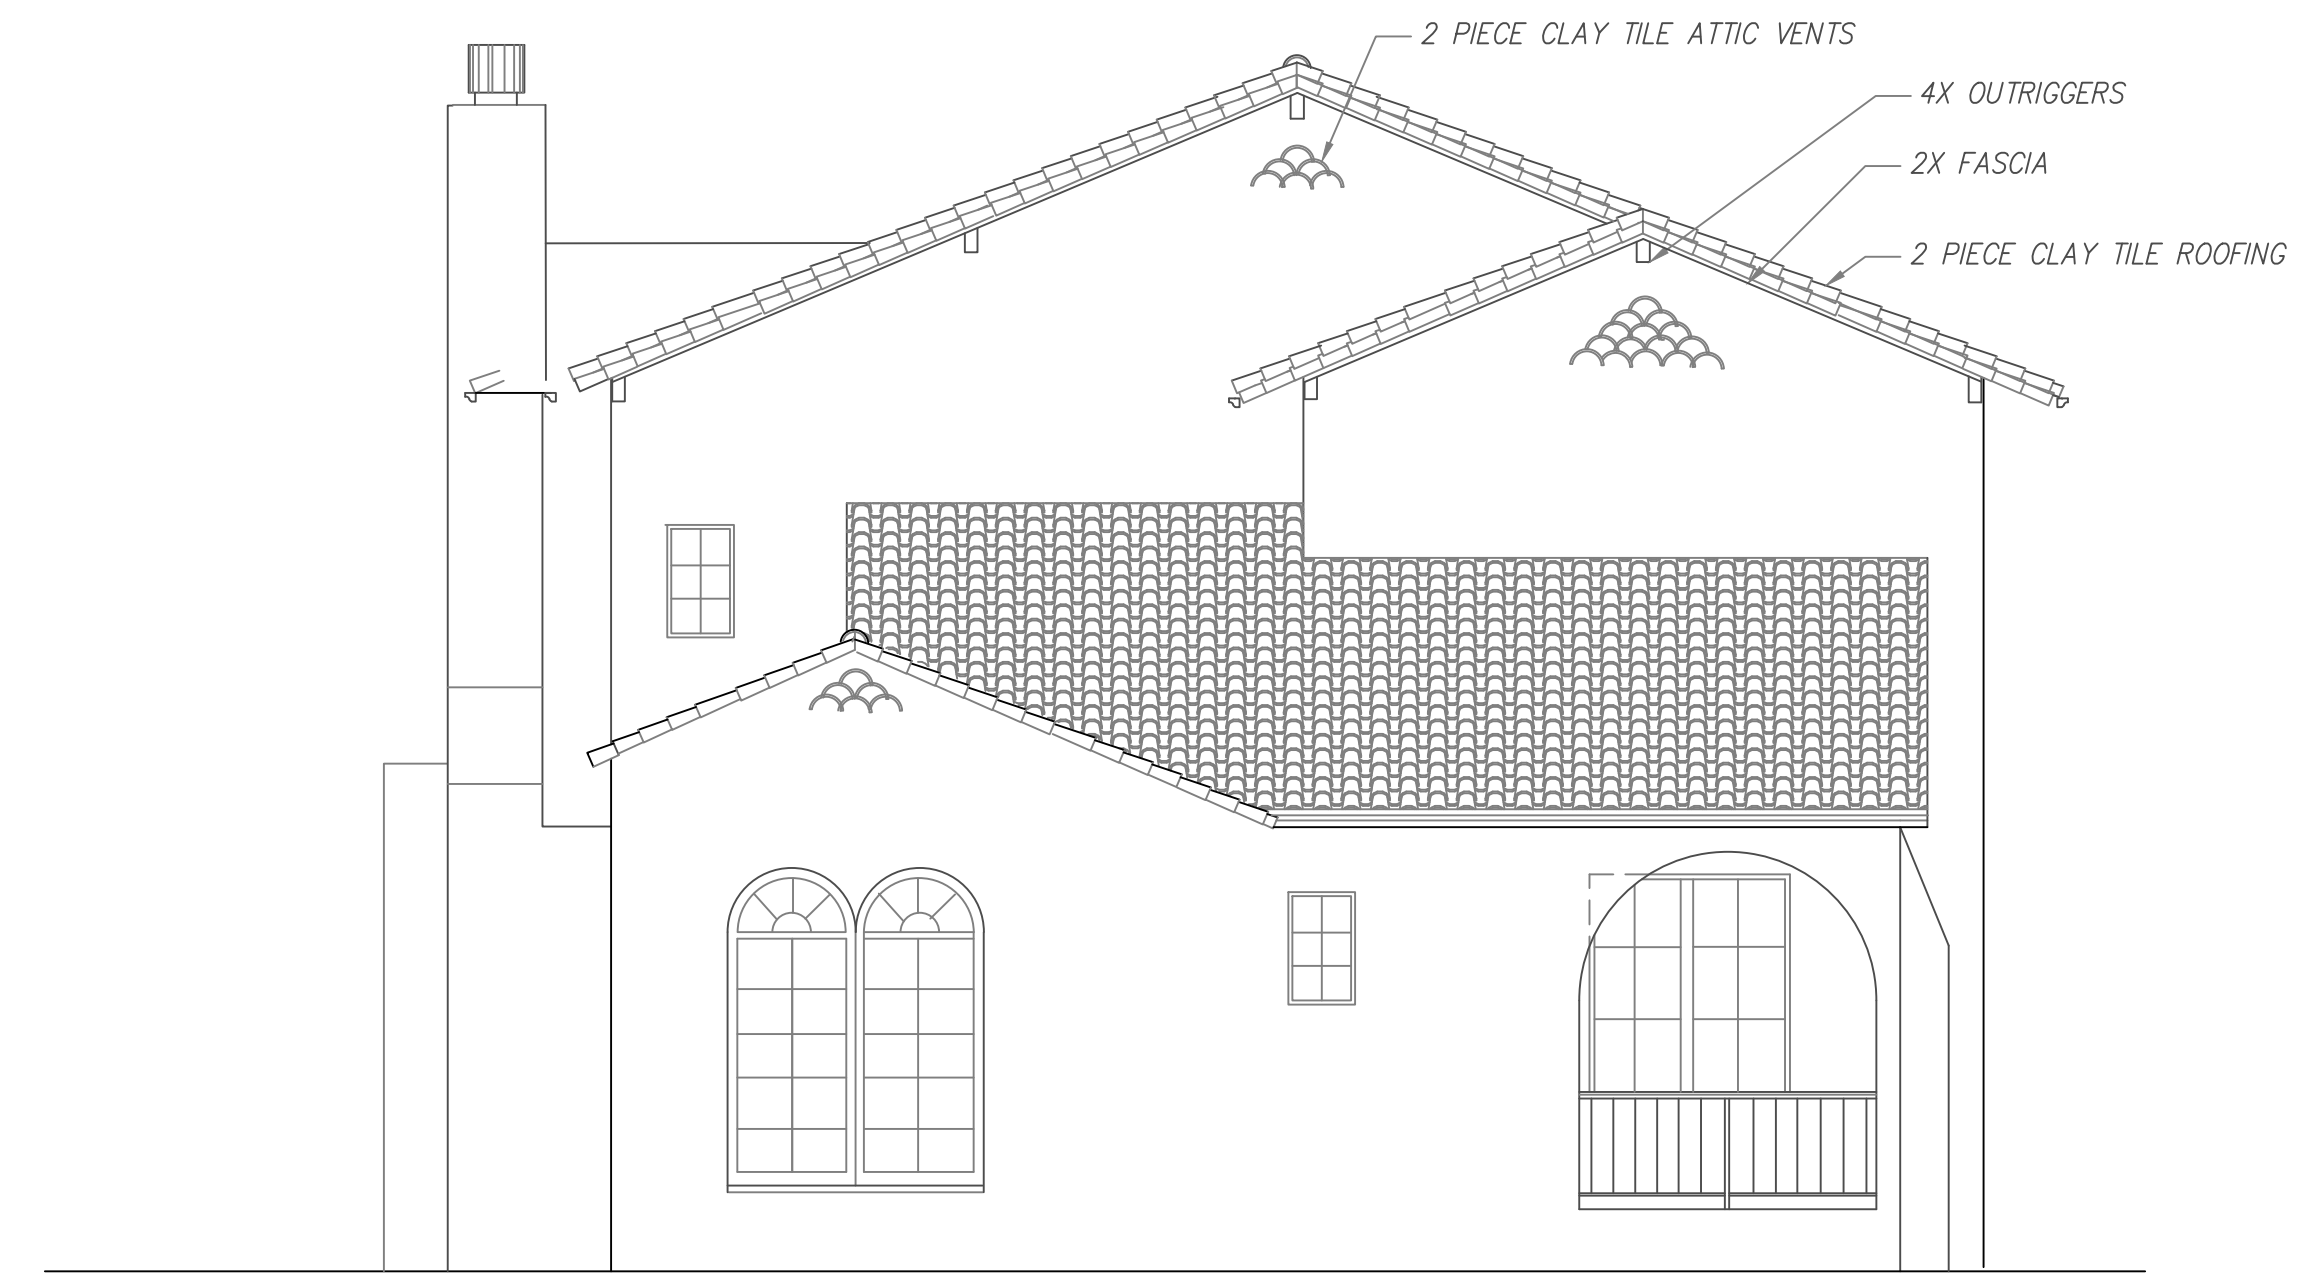 2 PIECE CLAY TILE ATTIC VENTS
4X OUTRIGGERS
2X FASCIA
2 PIECE CLAY TILE ROOFING